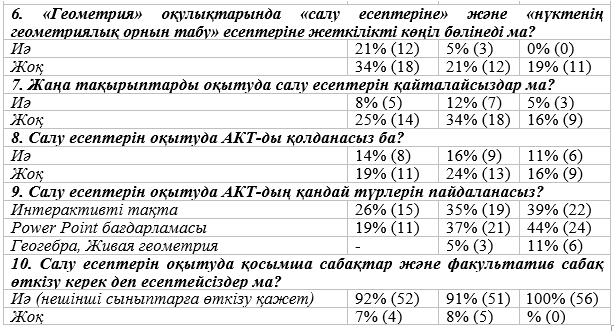 6. «Геометрия» оқулықтарында «салу есептеріне» және «нүктенің
геометриялық орнын табу» есептеріне жеткілікті көңіл бөлінеді ма?
Иә 21% (12) 5% (3) 0% (0)
Жоқ 34% (18) 21% (12) 19% (11)
7. Жаңа тақырыптарды оқытуда салу есептерін қайталайсыздар ма?
Иә 8% (5) 12% (7) 5% (3)
Жоқ 25% (14) 34% (18) 16% (9)
8. Салу есептерін оқытуда АКТ-ды қолданасыз ба?
Иә 14% (8) 16% (9) 11% (6)
Жоқ 19% (11) 24% (13) 16% (9)
9. Салу есептерін оқытуда АКТ-дың қандай түрлерін пайдаланасыз?
Интерактивті тақта 26% (15) 35% (19) 39% (22)
Power Point бағдарламасы 19% (11) 37% (21) 44% (24)
Геогебра, Живая геометрия - 5% (3) 11% (6)
10. Салу есептерін оқытуда қосымша сабақтар және факультатив сабақ
өткізу керек деп есептейсіздер ма?
Иә (нешінші сыныптарға өткізу қажет) 92% (52) 91% (51) 100% (56)
Жоқ 7% (4) 8% (5) % (0)